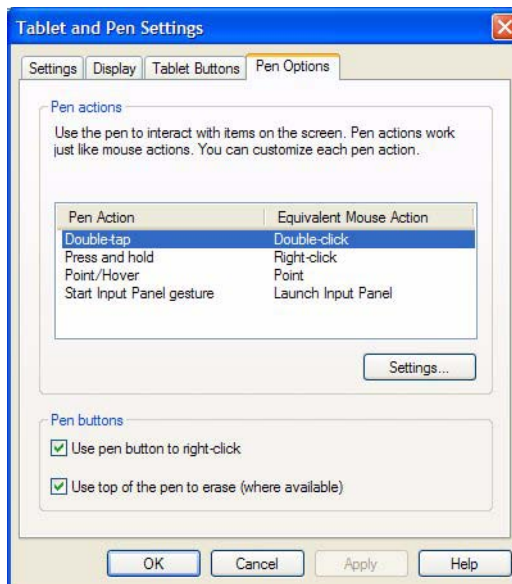 Tablet and Pen Settings
Settings Display Tablet Buttons Pen Options
Pen actions
Use the pen to interact with items on the screen. Pen actions work
just like mouse actions. You can customize each pen action.
Pen Action Equivalent Mouse Action
Double-tap Double-click
Press and hold Right-click
Point/Hover Point
Start Input Panel gesture Launch Input Panel
Settings...
Pen buttons
Use pen button to right-click
Use top of the pen to erase (where available)
OK Cancel Apply Help